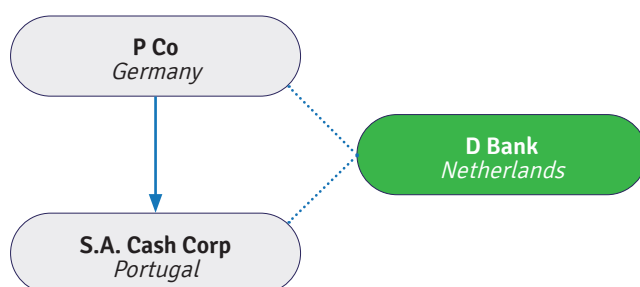 P Co
Germany
D Bank
Netherlands
S.A. Cash Corp
Portugal